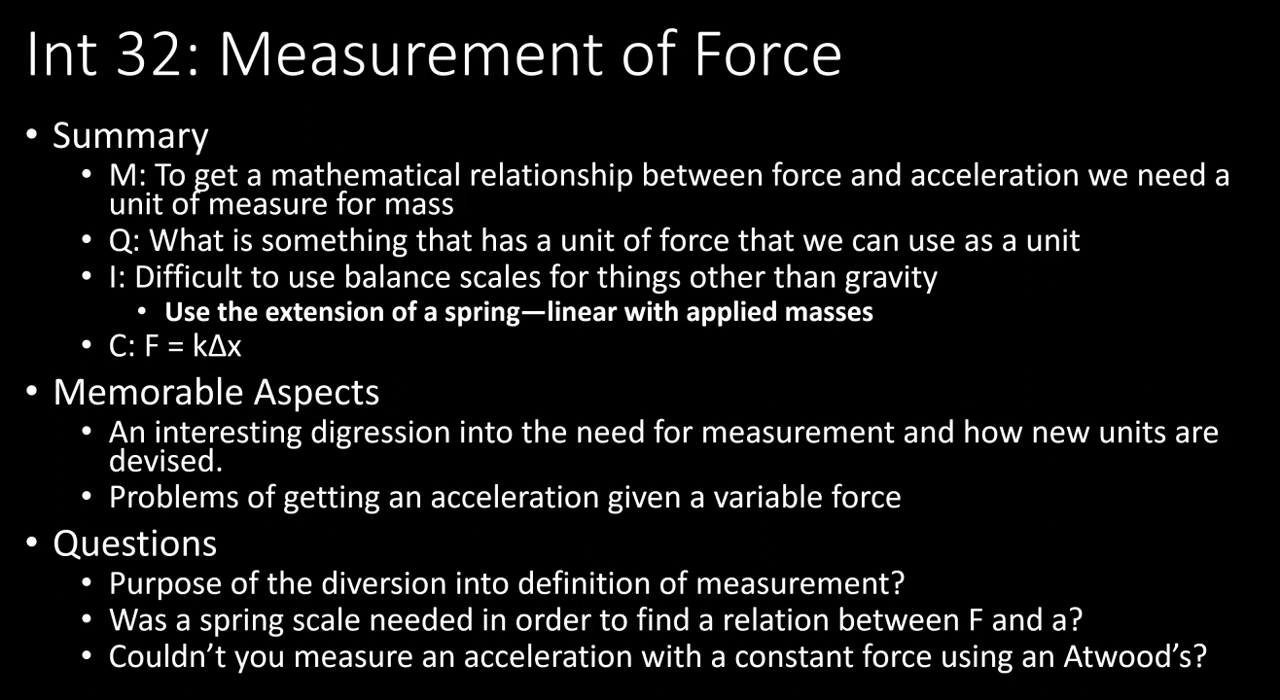 Int 32: Measurement of Force
• Summary
• M: To get a mathematical relationship between force and acceleration we need a
unit of measure for mass
• Q: What is something that has a unit of force that we can use as a unit
• I: Difficult to use balance scales for things other than gravity
• Use the extension of a spring—linear with applied masses
• C: F = kΔx
• Memorable Aspects
• An interesting digression into the need for measurement and how new units are
devised.
• Problems of getting an acceleration given a variable force
• Questions
• Purpose of the diversion into definition of measurement?
• Was a spring scale needed in order to find a relation between F and a?
• Couldn’t you measure an acceleration with a constant force using an Atwood’s?